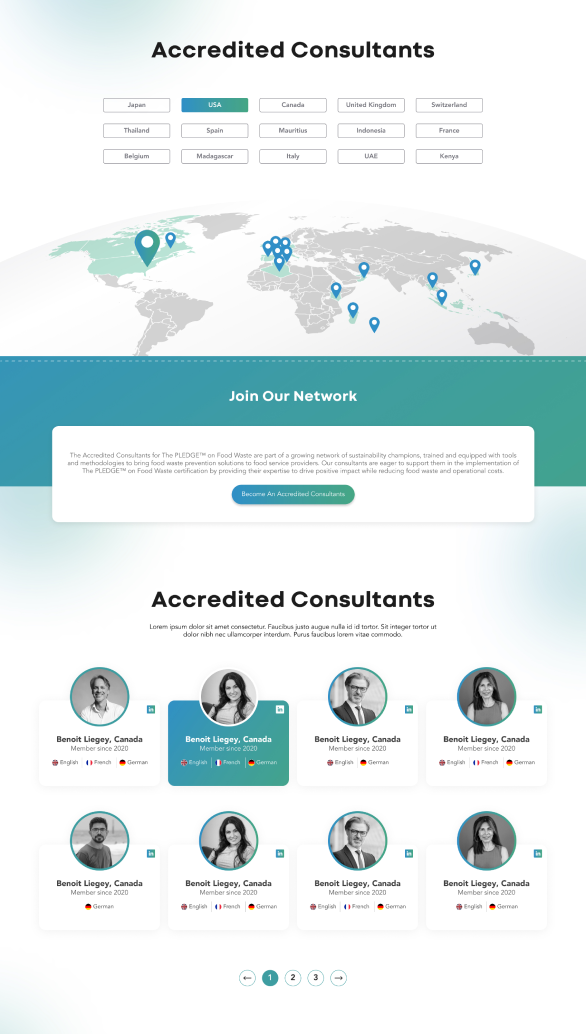 Accredited Consultants
Japan
USA
Canada
United Kingdom
Switzerland
Thailand
Spain
Mauritius
Indonesia
France
Belgium
Madagascar
Italy
UAE
Kenya
Join Our Network
The Accredited Consultants for The PLEDGE™ on Food Waste are part of a growing network of sustainability champions, trained and equipped with tools
and methodologies to bring food waste prevention solutions to food service providers. Our consultants are eager to support them in the implementation of
The PLEDGE™ on Food Waste certification by providing their expertise to drive positive impact while reducing food waste and operational costs.
Become An Accredited Consultants
Accredited Consultants
Lorem ipsum dolor sit amet consectetur. Faucibus justo augue nulla id id tortor. Sit integer tortor ut
dolor nibh nec ullamcorper interdum. Purus faucibus lorem vitae commodo.
in
Benoit Liegey, Canada
Member since 2020
English French German
in
Benoit Liegey, Canada
Member since 2020
English French German
in
Benoit Liegey, Canada
Member since 2020
English German
in
Benoit Liegey, Canada
Member since 2020
English French German
in
Benoit Liegey, Canada
Member since 2020
German
in
Benoit Liegey, Canada
Member since 2020
English French German
in
Benoit Liegey, Canada
Member since 2020
English French German
in
Benoit Liegey, Canada
Member since 2020
English German
1 2 3